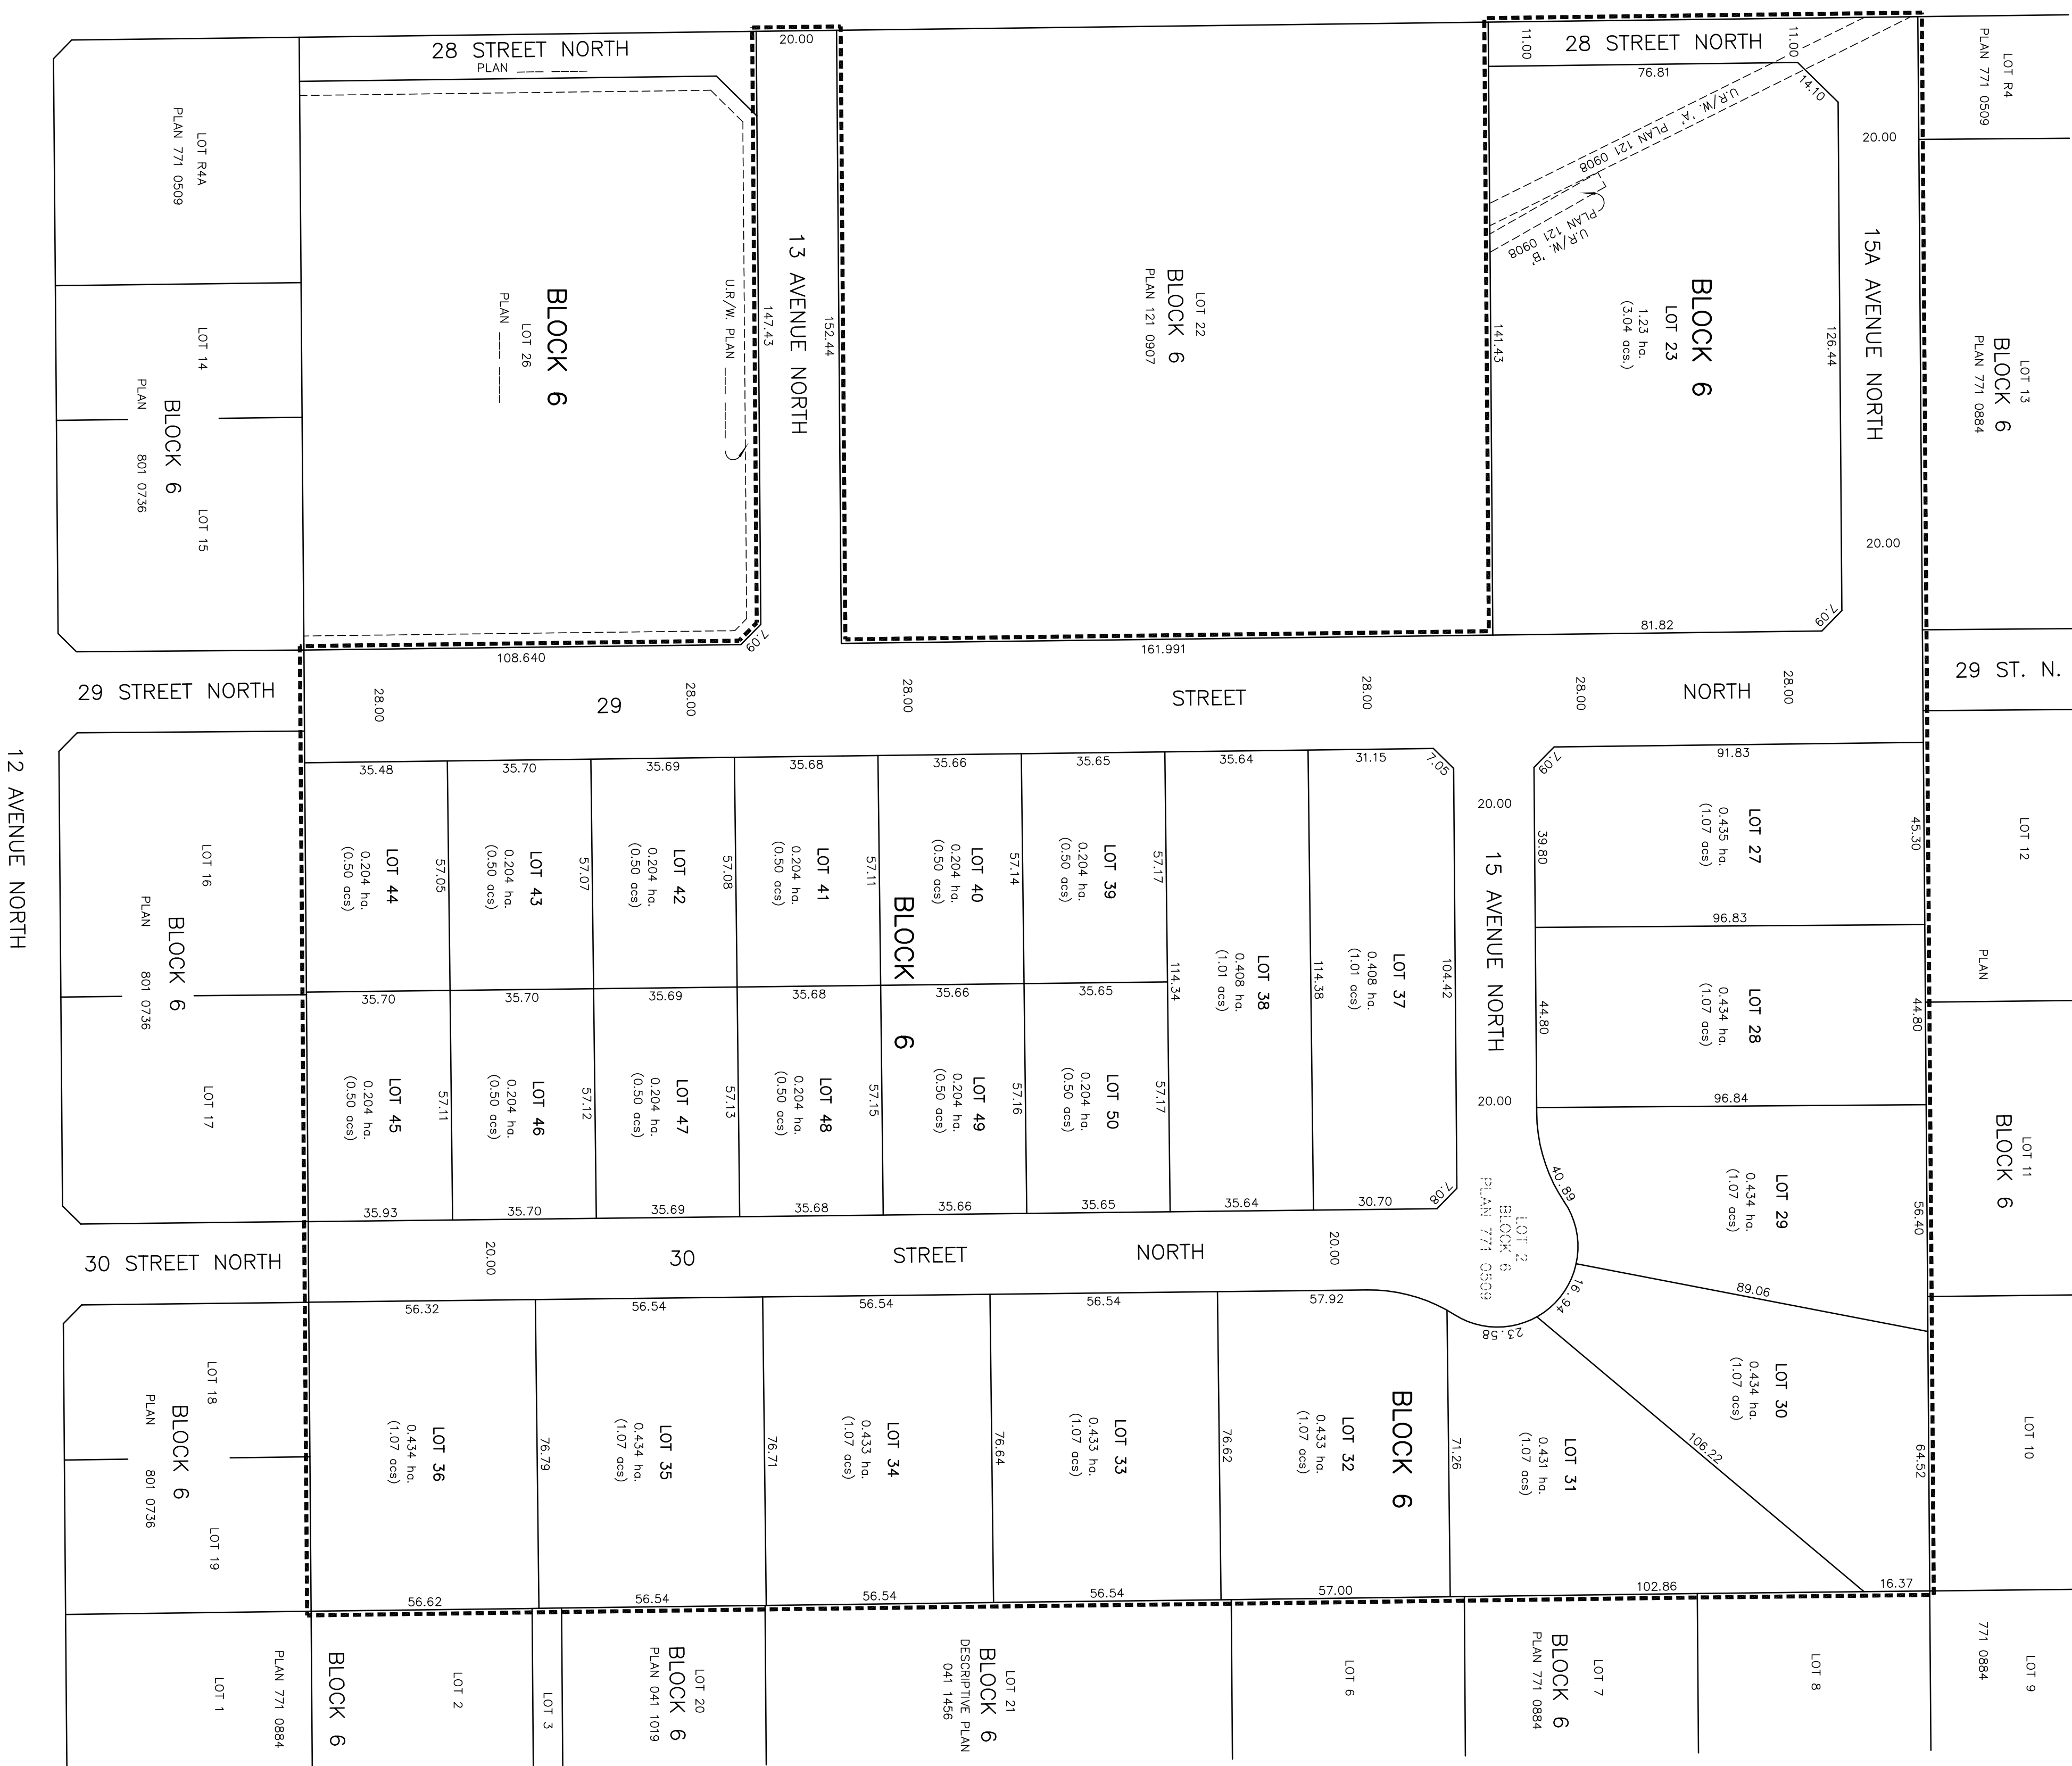 28 STREET NORTH
PLAN ___ ____
20.00
11.00
28 STREET NORTH
11.00
76.81
14.10
20.00
LOT R4
PLAN 771 0509
LOT R4A
PLAN 771 0509
U.R/W. 'A' PLAN 121 0908
U.R/W. 'B'
PLAN 121 0908
BLOCK 6
LOT 26
PLAN ___ ____
U.R/W. PLAN ___ ____
147.43
13 AVENUE NORTH
152.44
LOT 22
BLOCK 6
PLAN 121 0907
141.43
BLOCK 6
LOT 23
1.23 ha.
(3.04 acs.)
126.44
15A AVENUE NORTH
20.00
LOT 13
BLOCK 6
PLAN 771 0884
LOT 14
LOT 15
BLOCK 6
PLAN 801 0736
7.09
108.640
161.991
81.82
7.09
29 STREET NORTH
28.00
29
28.00
28.00
STREET
28.00
28.00
NORTH
28.00
29 ST. N.
12 AVENUE NORTH
35.48
35.70
35.69
35.68
35.66
35.65
35.64
31.15
7.05
7.09
91.83
LOT 16
LOT 17
BLOCK 6
PLAN 801 0736
LOT 44
0.204 ha.
(0.50 acs)
57.05
LOT 43
0.204 ha.
(0.50 acs)
57.07
LOT 42
0.204 ha.
(0.50 acs)
57.08
LOT 41
0.204 ha.
(0.50 acs)
57.11
BLOCK 6
LOT 40
0.204 ha.
(0.50 acs)
57.14
LOT 39
0.204 ha.
(0.50 acs)
57.17
114.34
LOT 38
0.408 ha.
(1.01 acs)
114.38
LOT 37
0.408 ha.
(1.01 acs)
104.42
20.00
15 AVENUE NORTH
20.00
39.80
LOT 27
0.435 ha.
(1.07 acs)
45.30
96.83
44.80
LOT 28
0.434 ha.
(1.07 acs)
44.80
96.84
LOT 12
PLAN
LOT 11
BLOCK 6
35.70
35.70
35.69
35.68
35.66
35.65
LOT 45
0.204 ha.
(0.50 acs)
57.11
LOT 46
0.204 ha.
(0.50 acs)
57.12
LOT 47
0.204 ha.
(0.50 acs)
57.13
LOT 48
0.204 ha.
(0.50 acs)
57.15
LOT 49
0.204 ha.
(0.50 acs)
57.16
LOT 50
0.204 ha.
(0.50 acs)
57.17
35.93
35.70
35.69
35.68
35.66
35.65
35.64
30.70
7.08
LOT 2
BLOCK 6
PLAN 771 0509
40.89
LOT 29
0.434 ha.
(1.07 acs)
56.40
16.94
89.06
23.58
30 STREET NORTH
20.00
30
STREET
NORTH
20.00
56.32
56.54
56.54
56.54
57.92
LOT 18
LOT 19
BLOCK 6
PLAN 801 0736
LOT 36
0.434 ha.
(1.07 acs)
76.79
LOT 35
0.434 ha.
(1.07 acs)
76.71
LOT 34
0.433 ha.
(1.07 acs)
76.64
LOT 33
0.433 ha.
(1.07 acs)
76.62
LOT 32
0.433 ha.
(1.07 acs)
BLOCK 6
71.26
LOT 31
0.431 ha.
(1.07 acs)
106.22
LOT 30
0.434 ha.
(1.07 acs)
64.52
LOT 10
56.62
56.54
56.54
56.54
57.00
102.86
16.37
LOT 1
PLAN 771 0884
BLOCK 6
LOT 2
LOT 3
LOT 20
BLOCK 6
PLAN 041 1019
LOT 21
BLOCK 6
DESCRIPTIVE PLAN
041 1456
LOT 6
LOT 7
BLOCK 6
PLAN 771 0884
LOT 8
771 0884
LOT 9